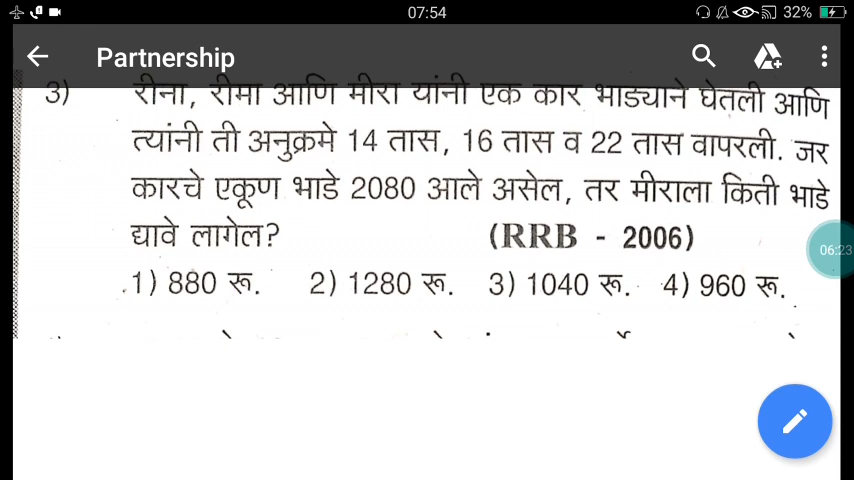 07:54
32%
Partnership
3) रीना, रीमा आणि मीरा यांनी एक कार भाड्याने घेतली आणि
त्यांनी ती अनुक्रमे 14 तास, 16 तास व 22 तास वापरली. जर
कारचे एकूण भाडे 2080 आले असेल, तर मीराला किती भाडे
द्यावे लागेल? (RRB - 2006)
06:23
1) 880 रू. 2) 1280 रू. 3) 1040 रू. 4) 960 रू.